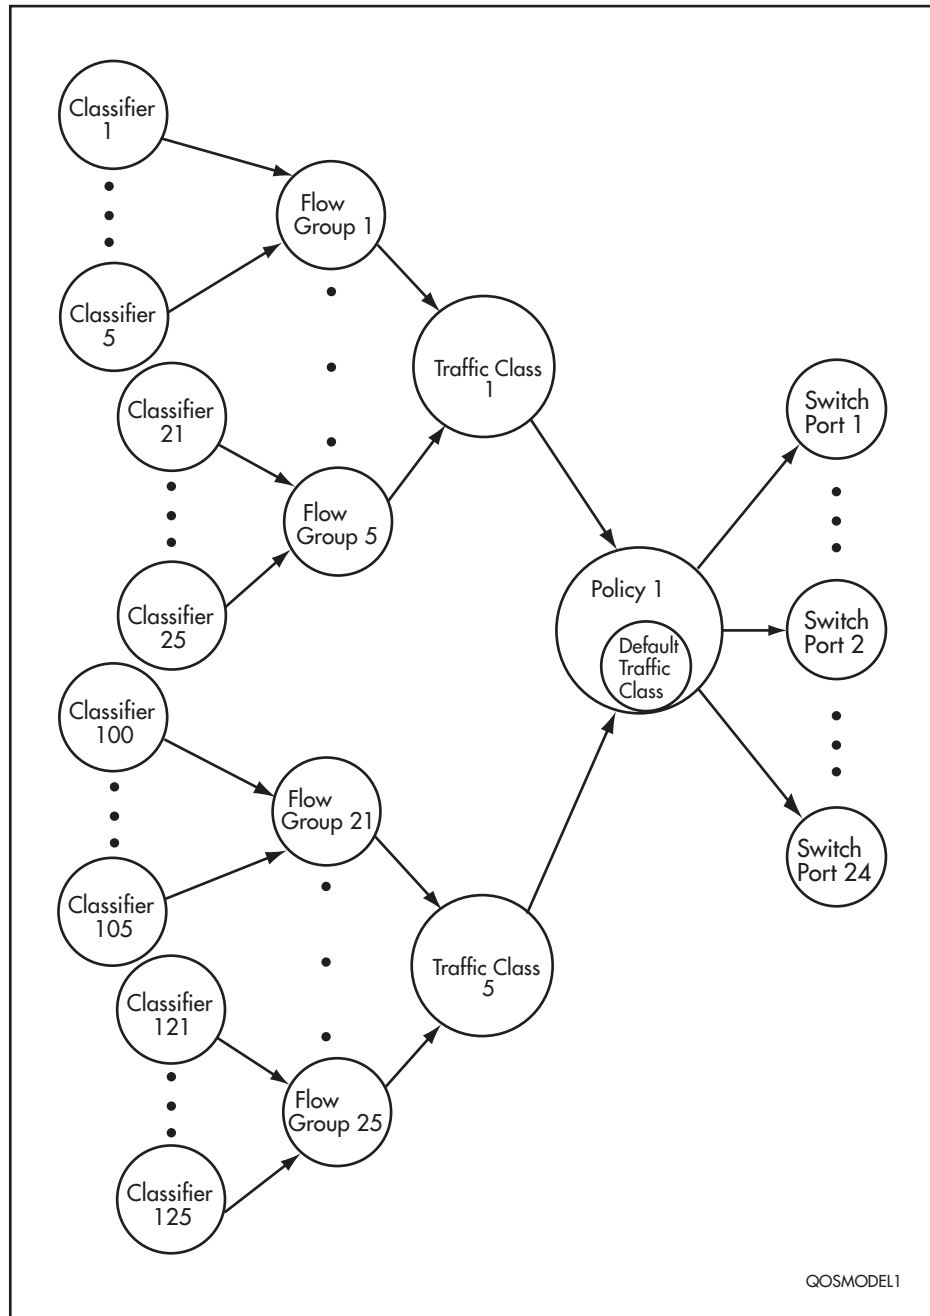 Classifier
1
Flow
Group 1
Classifier
5
Traffic Class
1
Classifier
21
Flow
Group 5
Classifier
25
Switch
Port 1
Policy 1
Default
Traffic
Class
Switch
Port 2
Switch
Port 24
Classifier
100
Flow
Group 21
Classifier
105
Traffic Class
5
Classifier
121
Flow
Group 25
Classifier
125
QOSMODEL1